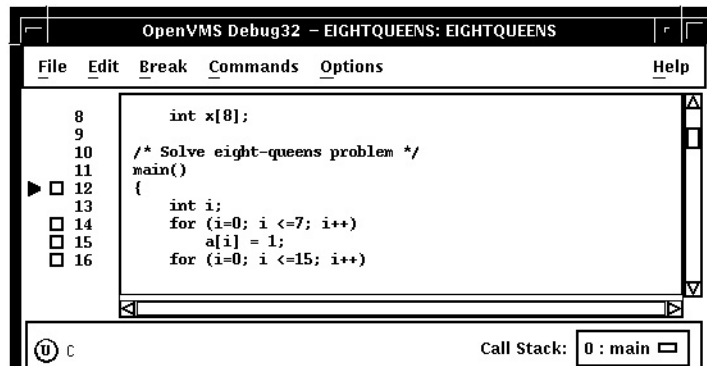 OpenVMS Debug32 – EIGHTQUEENS: EIGHTQUEENS
File Edit Break Commands Options Help
8 int x[8];
9
10 /* Solve eight-queens problem */
11 main()
12 {
13 int i;
14 for (i=0; i <=7; i++)
15 a[i] = 1;
16 for (i=0; i <=15; i++)
U C Call Stack: 0 : main